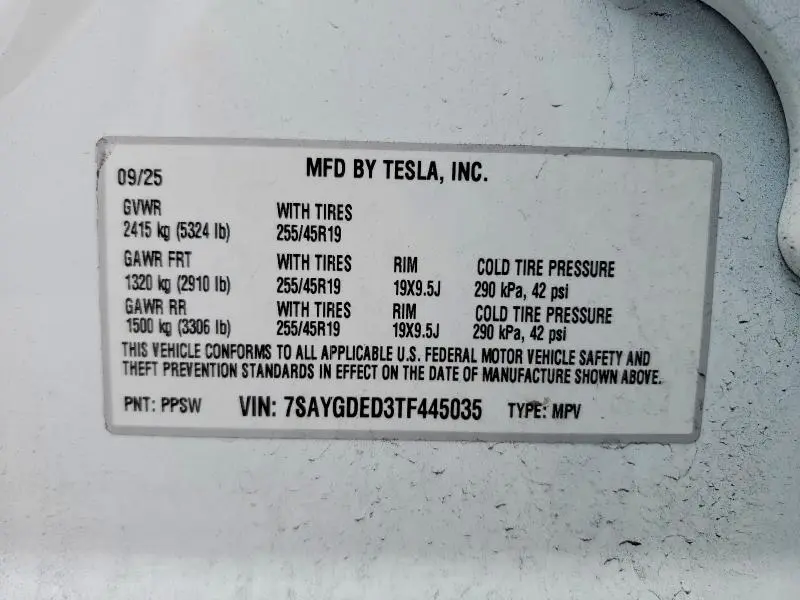 09/25 MFD BY TESLA, INC.
GVWR WITH TIRES
2415 kg (5324 lb) 255/45R19
GAWR FRT WITH TIRES RIM COLD TIRE PRESSURE
1320 kg (2910 lb) 255/45R19 19X9.5J 290 kPa, 42 psi
GAWR RR WITH TIRES RIM COLD TIRE PRESSURE
1500 kg (3306 lb) 255/45R19 19X9.5J 290 kPa, 42 psi
THIS VEHICLE CONFORMS TO ALL APPLICABLE U.S. FEDERAL MOTOR VEHICLE SAFETY AND
THEFT PREVENTION STANDARDS IN EFFECT ON THE DATE OF MANUFACTURE SHOWN ABOVE.
PNT: PPSW VIN: 7SAYGDED3TF445035 TYPE: MPV